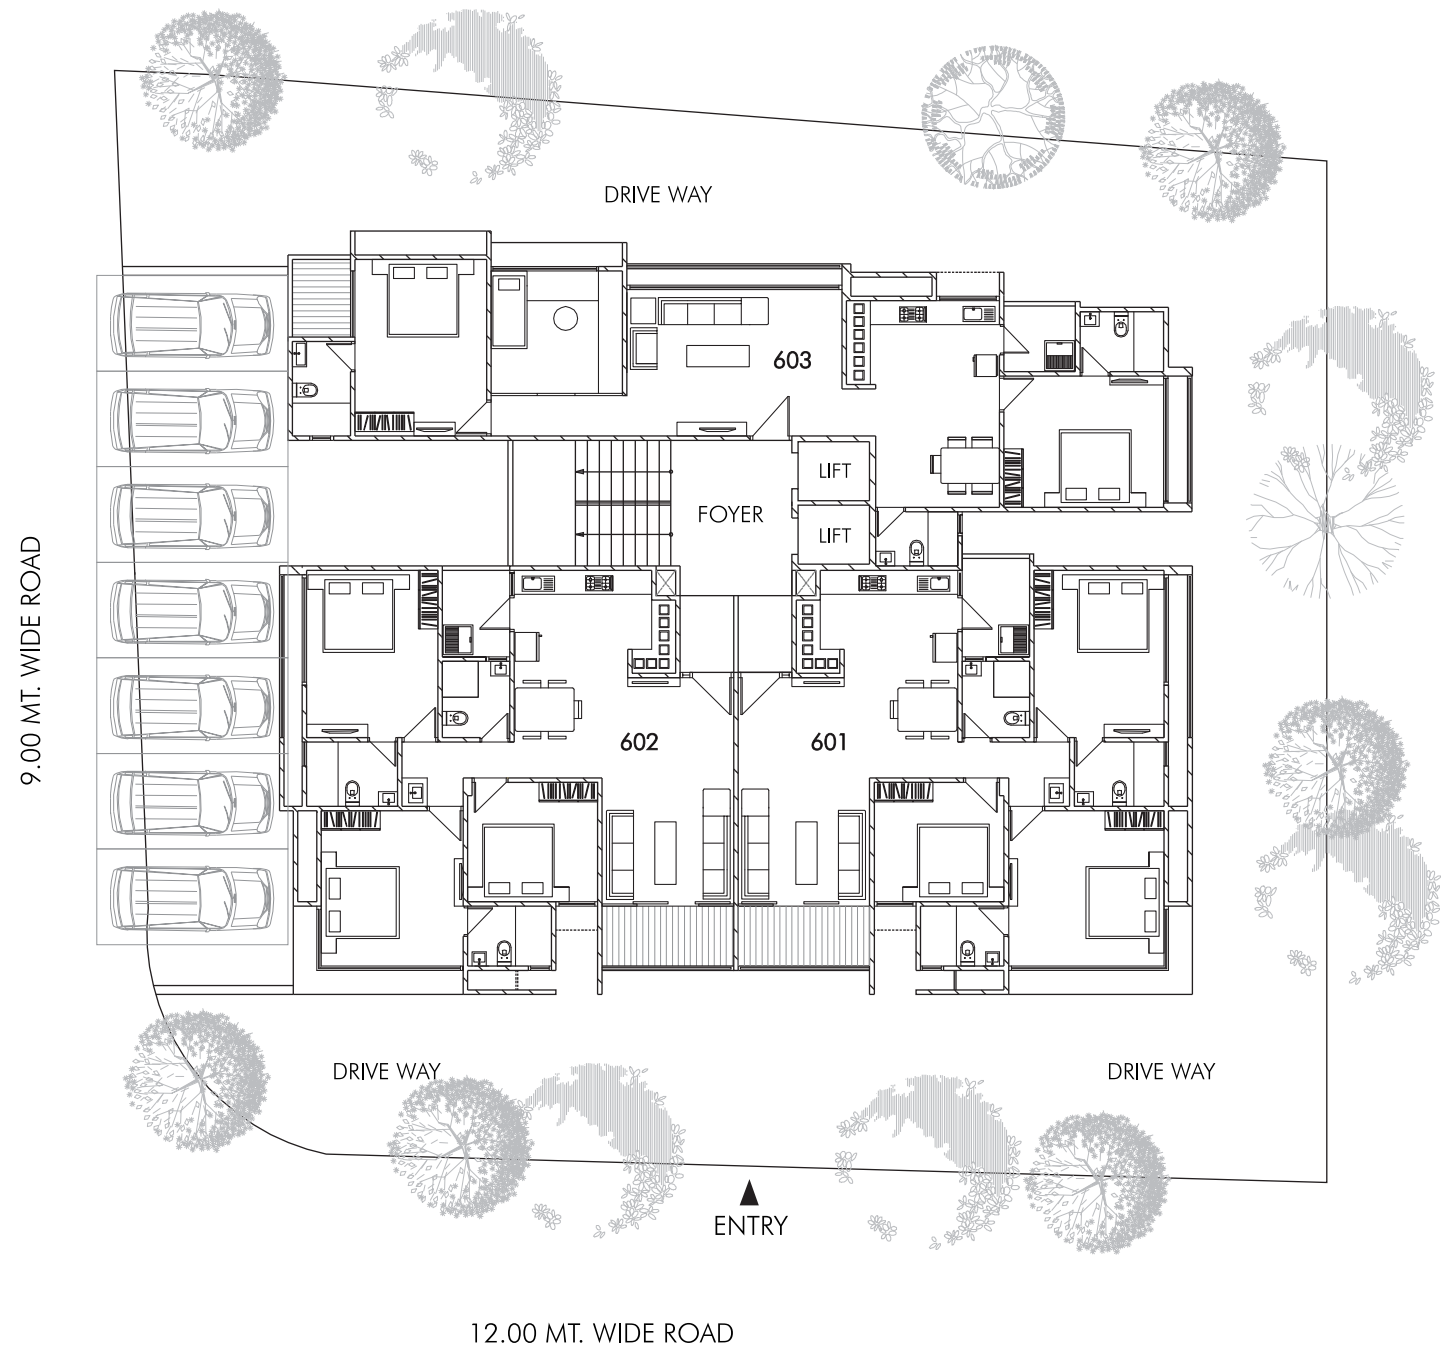 DRIVE WAY
603
LIFT
FOYER
LIFT
9.00 MT. WIDE ROAD
602
601
DRIVE WAY
DRIVE WAY
ENTRY
12.00 MT. WIDE ROAD